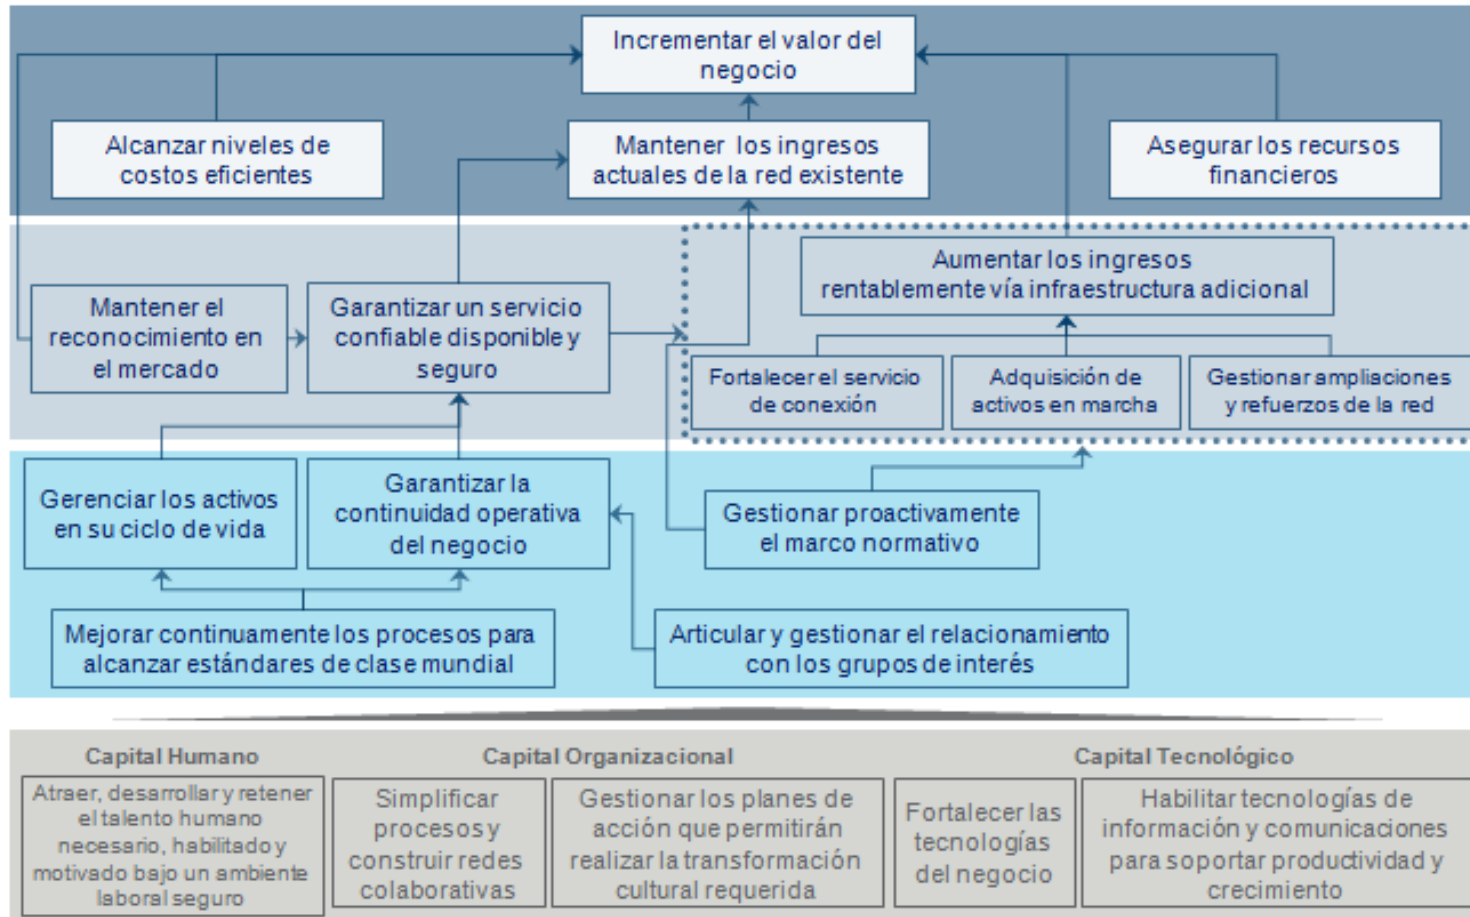 Incrementar el valor del
negocio
Alcanzar niveles de
costos eficientes
Mantener los ingresos
actuales de la red existente
Asegurar los recursos
financieros
Mantener el
reconocimiento en
el mercado
Garantizar un servicio
confiable disponible y
seguro
Aumentar los ingresos
rentablemente vía infraestructura adicional
Fortalecer el servicio
de conexión
Adquisición de
activos en marcha
Gestionar ampliaciones
y refuerzos de la red
Gerenciar los activos
en su ciclo de vida
Garantizar la
continuidad operativa
del negocio
Gestionar proactivamente
el marco normativo
Mejorar continuamente los procesos para
alcanzar estándares de clase mundial
Articular y gestionar el relacionamiento
con los grupos de interés
Capital Humano
Atraer, desarrollar y retener
el talento humano
necesario, habilitado y
motivado bajo un ambiente
laboral seguro
Capital Organizacional
Simplificar
procesos y
construir redes
colaborativas
Gestionar los planes de
acción que permitirán
realizar la transformación
cultural requerida
Capital Tecnológico
Fortalecer las
tecnologías
del negocio
Habilitar tecnologías de
información y comunicaciones
para soportar productividad y
crecimiento